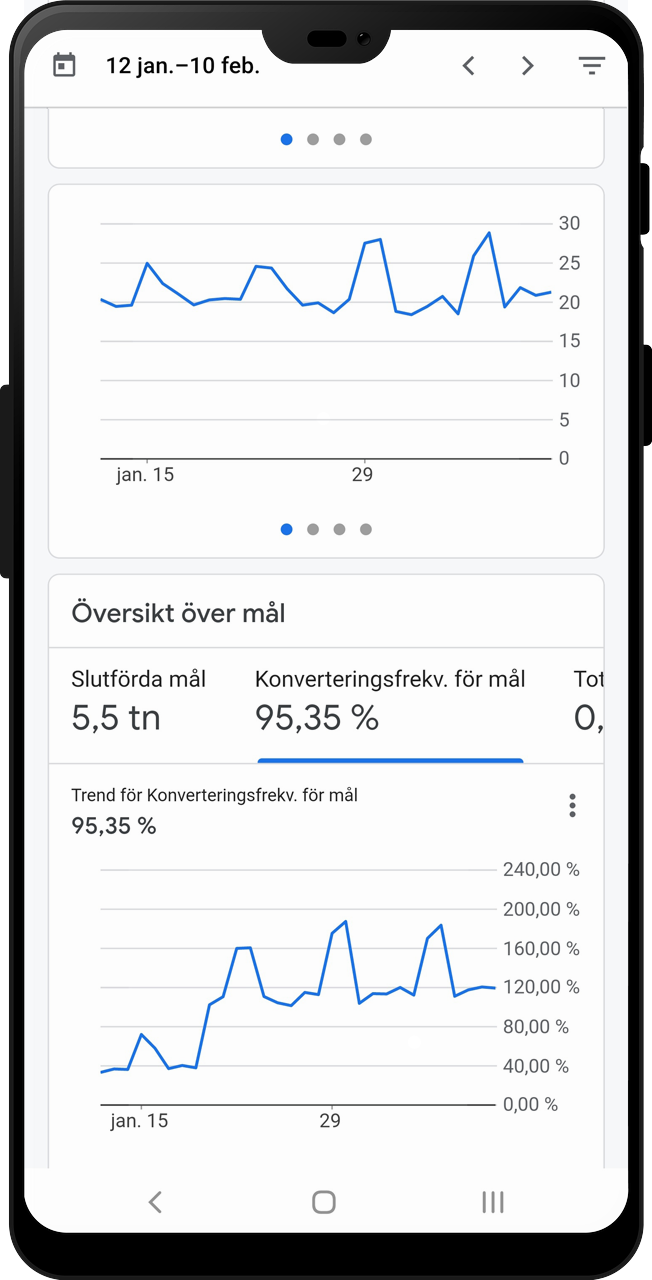 12 jan.–10 feb.
30
25
20
15
10
5
0
jan. 15 29
Översikt över mål
Slutförda mål Konverteringsfrekv. för mål Tot
5,5 tn 95,35 % 0,
Trend för Konverteringsfrekv. för mål
95,35 %
240,00 %
200,00 %
160,00 %
120,00 %
80,00 %
40,00 %
0,00 %
jan. 15 29